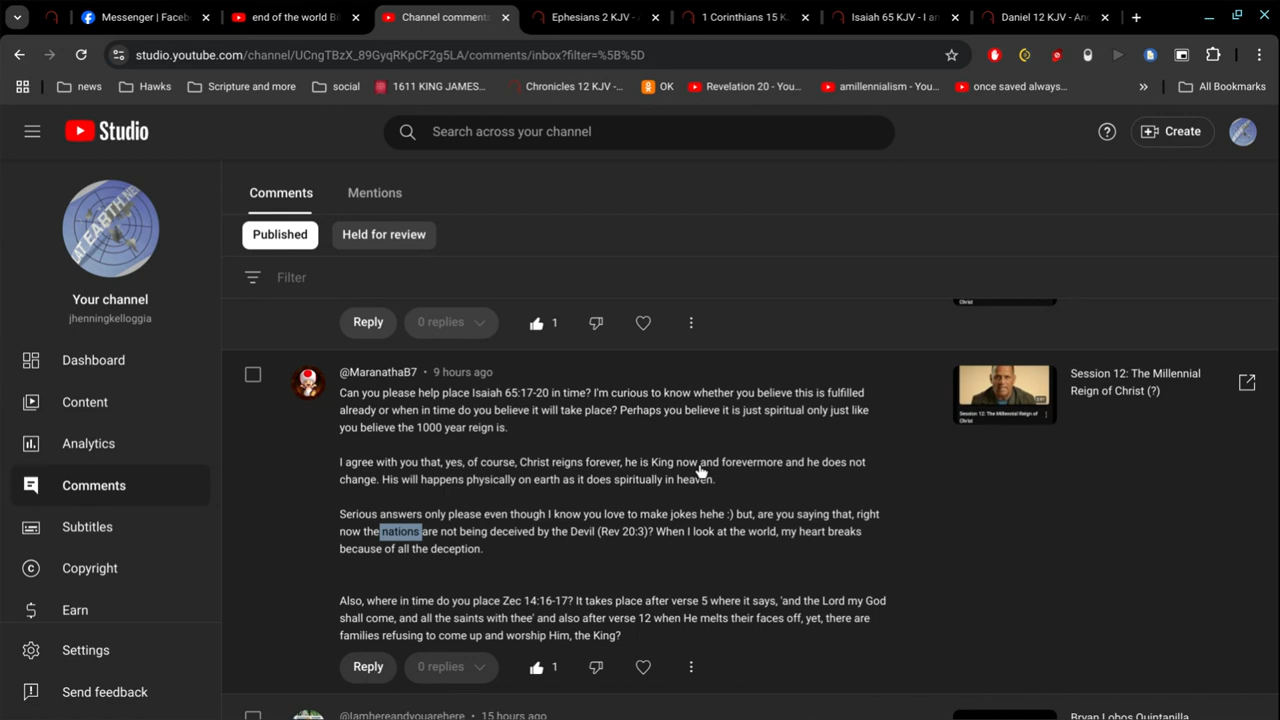 Messenger | Faceb
end of the world Bi
Channel comment
Ephesians 2 KJV -
1 Corinthians 15 K
Isaiah 65 KJV - I an
Daniel 12 KJV - An
studio.youtube.com/channel/UCngTBzX_89GyqRKpCF2g5LA/comments/inbox?filter=%5B%5D
news
Hawks
Scripture and more
social
1611 KING JAMES...
Chronicles 12 KJV -...
OK
Revelation 20 - You...
amillennialism - You...
once saved always...
»
All Bookmarks
Studio
Search across your channel
Create
AT EARTH.NE
Your channel
jhenningkelloggia
Dashboard
Content
Analytics
Comments
Subtitles
Copyright
Earn
Settings
Send feedback
Comments
Mentions
Published
Held for review
Filter
Christ
Reply
0 replies
1
@MaranathaB7 • 9 hours ago
Can you please help place Isaiah 65:17-20 in time? I'm curious to know whether you believe this is fulfilled
already or when in time do you believe it will take place? Perhaps you believe it is just spiritual only just like
you believe the 1000 year reign is.
I agree with you that, yes, of course, Christ reigns forever, he is King now and forevermore and he does not
change. His will happens physically on earth as it does spiritually in heaven.
Serious answers only please even though I know you love to make jokes hehe :) but, are you saying that, right
now the nations are not being deceived by the Devil (Rev 20:3)? When I look at the world, my heart breaks
because of all the deception.
Also, where in time do you place Zec 14:16-17? It takes place after verse 5 where it says, 'and the Lord my God
shall come, and all the saints with thee' and also after verse 12 when He melts their faces off, yet, there are
families refusing to come up and worship Him, the King?
Session 12: The Millennial Reign of
Christ
Session 12: The Millennial
Reign of Christ (?)
Reply
0 replies
1
@Iamhereandyouarehere • 15 hours ago
Bryan Lobos Quintanilla